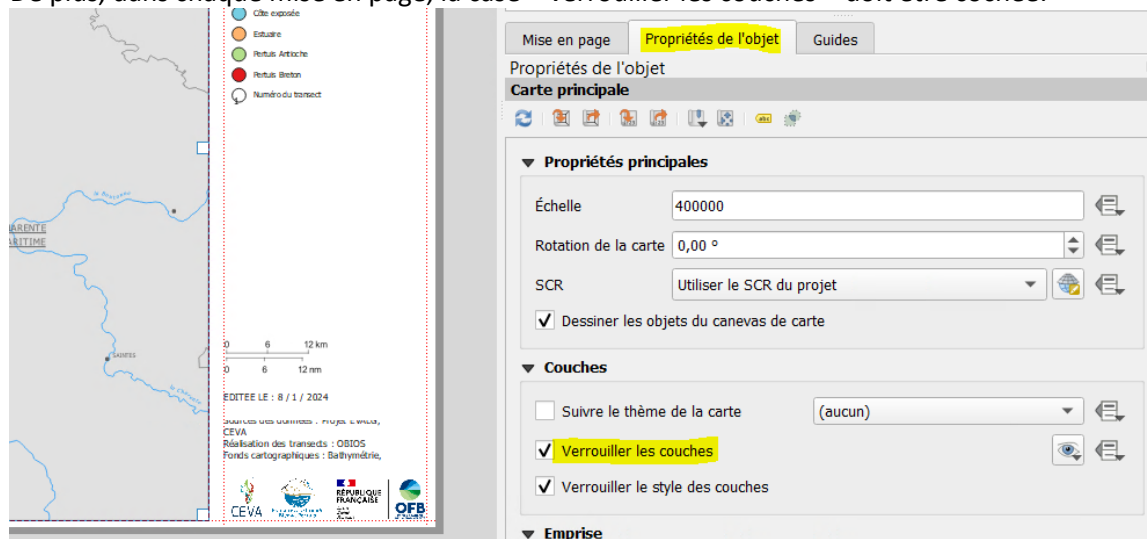 De plus, dans chaque mise en page, la case « Verrouiller les couches » doit être cochée.
Côte exposée
Estuaire
Pertuis Antioche
Pertuis Breton
Numéro du transect
la Boutonne
ARENTE
ARITIME
SAINTES
0 6 12 km
0 6 12 nm
EDITEE LE : 8 / 1 / 2024
Sources des données : Projet EVALG,
CEVA
Réalisation des transects : OBIOS
Fonds cartographiques : Bathymétrie,
CEVA
RÉPUBLIQUE
FRANÇAISE
OFB
Mise en page
Propriétés de l'objet
Guides
Propriétés de l'objet
Carte principale
abc
Propriétés principales
Échelle
400000
Rotation de la carte
0,00 °
SCR
Utiliser le SCR du projet
Dessiner les objets du canevas de carte
Couches
Suivre le thème de la carte
(aucun)
Verrouiller les couches
Verrouiller le style des couches
Emprise